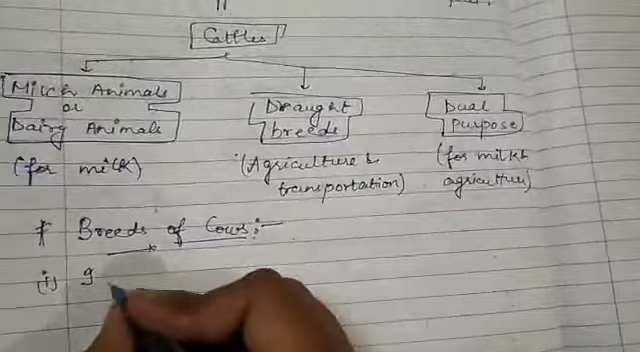 Cattles
Milch Animals
or
Dairy Animals
(for milk)
Draught
breeds
(Agriculture &
transportation)
Dual
Purpose
(for milk &
agriculture)
* Breeds of Cows :-
(i) g